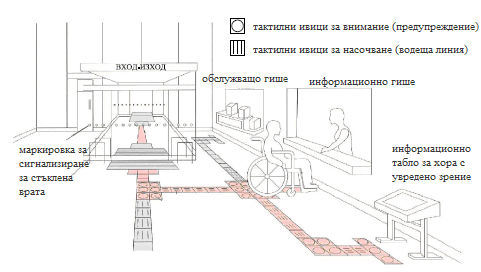 тактилни ивици за внимание (предупреждение)
тактилни ивици за насочване (водеща линия)
ВХОД-ИЗХОД
обслужващо гише
информационно гише
маркировка за
сигнализиране
за стъклена
врата
информационно
табло за хора с
увредено зрение